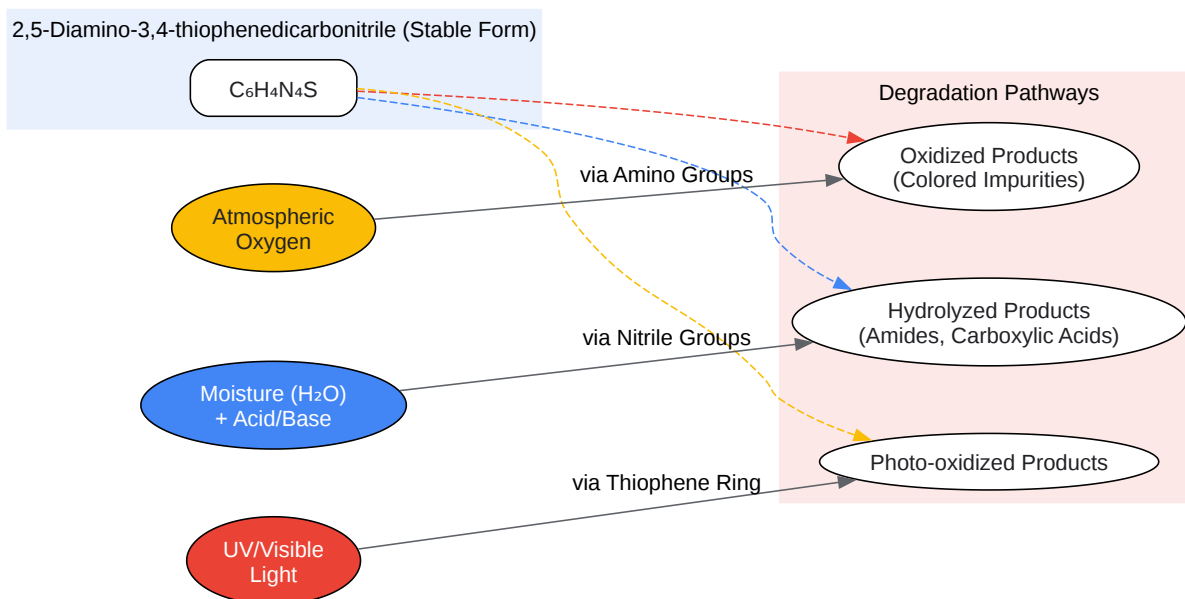 2,5-Diamino-3,4-thiophenedicarbonitrile (Stable Form)
C₆H₄N₄S
Degradation Pathways
Oxidized Products
(Colored Impurities)
via Amino Groups
Atmospheric
Oxygen
Hydrolyzed Products
(Amides, Carboxylic Acids)
via Nitrile Groups
Moisture (H₂O)
+ Acid/Base
Photo-oxidized Products
via Thiophene Ring
UV/Visible
Light